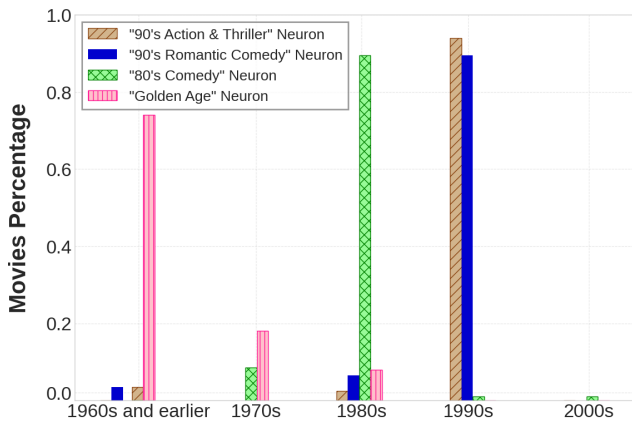 Movies Percentage
1.0
0.8
0.6
0.4
0.2
0.0
"90's Action & Thriller" Neuron
"90's Romantic Comedy" Neuron
"80's Comedy" Neuron
"Golden Age" Neuron
1960s and earlier 1970s 1980s 1990s 2000s